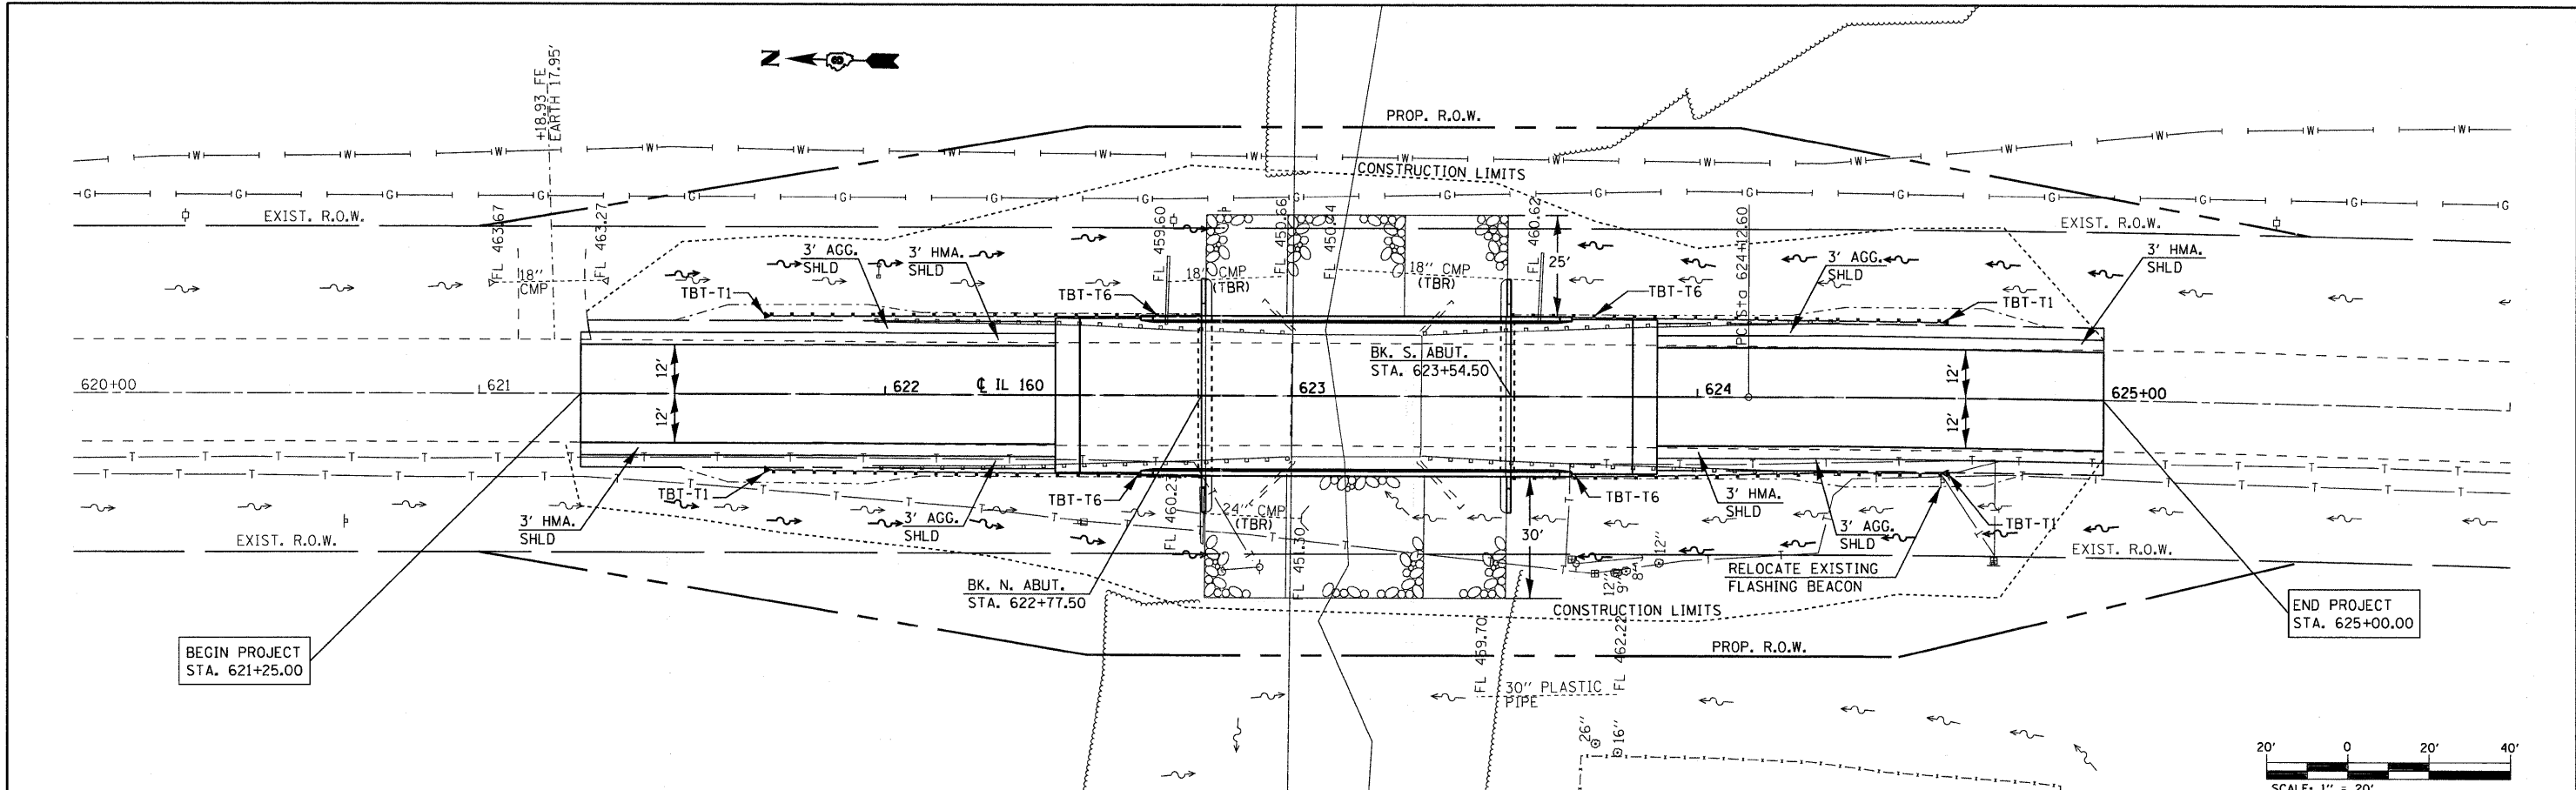 N
+18.93 FE
EARTH 17.95'
PROP. R.O.W.
W W W W W W W W W W W W W W W W
CONSTRUCTION LIMITS
G G G G G G G G G G G G
EXIST. R.O.W.
EXIST. R.O.W.
FL 463.67
FL 463.27
18" CMP
3' AGG.
SHLD
3' HMA.
SHLD
FL 459.60
18" CMP
(TBR)
FL 450.66
18" CMP
(TBR)
FL 460.62
25'
PCC Sta 624+12.60
3' AGG.
SHLD
3' HMA.
SHLD
TBT-T1
TBT-T6
TBT-T6
TBT-T1
BK. S. ABUT.
STA. 623+54.50
12'
12'
620+00
621
622
℄ IL 160
623
624
625+00
12'
12'
T T T T T T T T T T T T
TBT-T1
TBT-T6
TBT-T6
TBT-T1
3' HMA.
SHLD
3' AGG.
SHLD
FL 460.23
24" CMP
(TBR)
FL 451.30
30'
3' HMA.
SHLD
3' AGG.
SHLD
EXIST. R.O.W.
EXIST. R.O.W.
12"
9"
8"
12"
RELOCATE EXISTING
FLASHING BEACON
BK. N. ABUT.
STA. 622+77.50
CONSTRUCTION LIMITS
BEGIN PROJECT
STA. 621+25.00
END PROJECT
STA. 625+00.00
PROP. R.O.W.
FL 459.70
FL 462.22
30" PLASTIC
PIPE
26"
16"
20' 0 20' 40'
SCALE: 1" = 20'